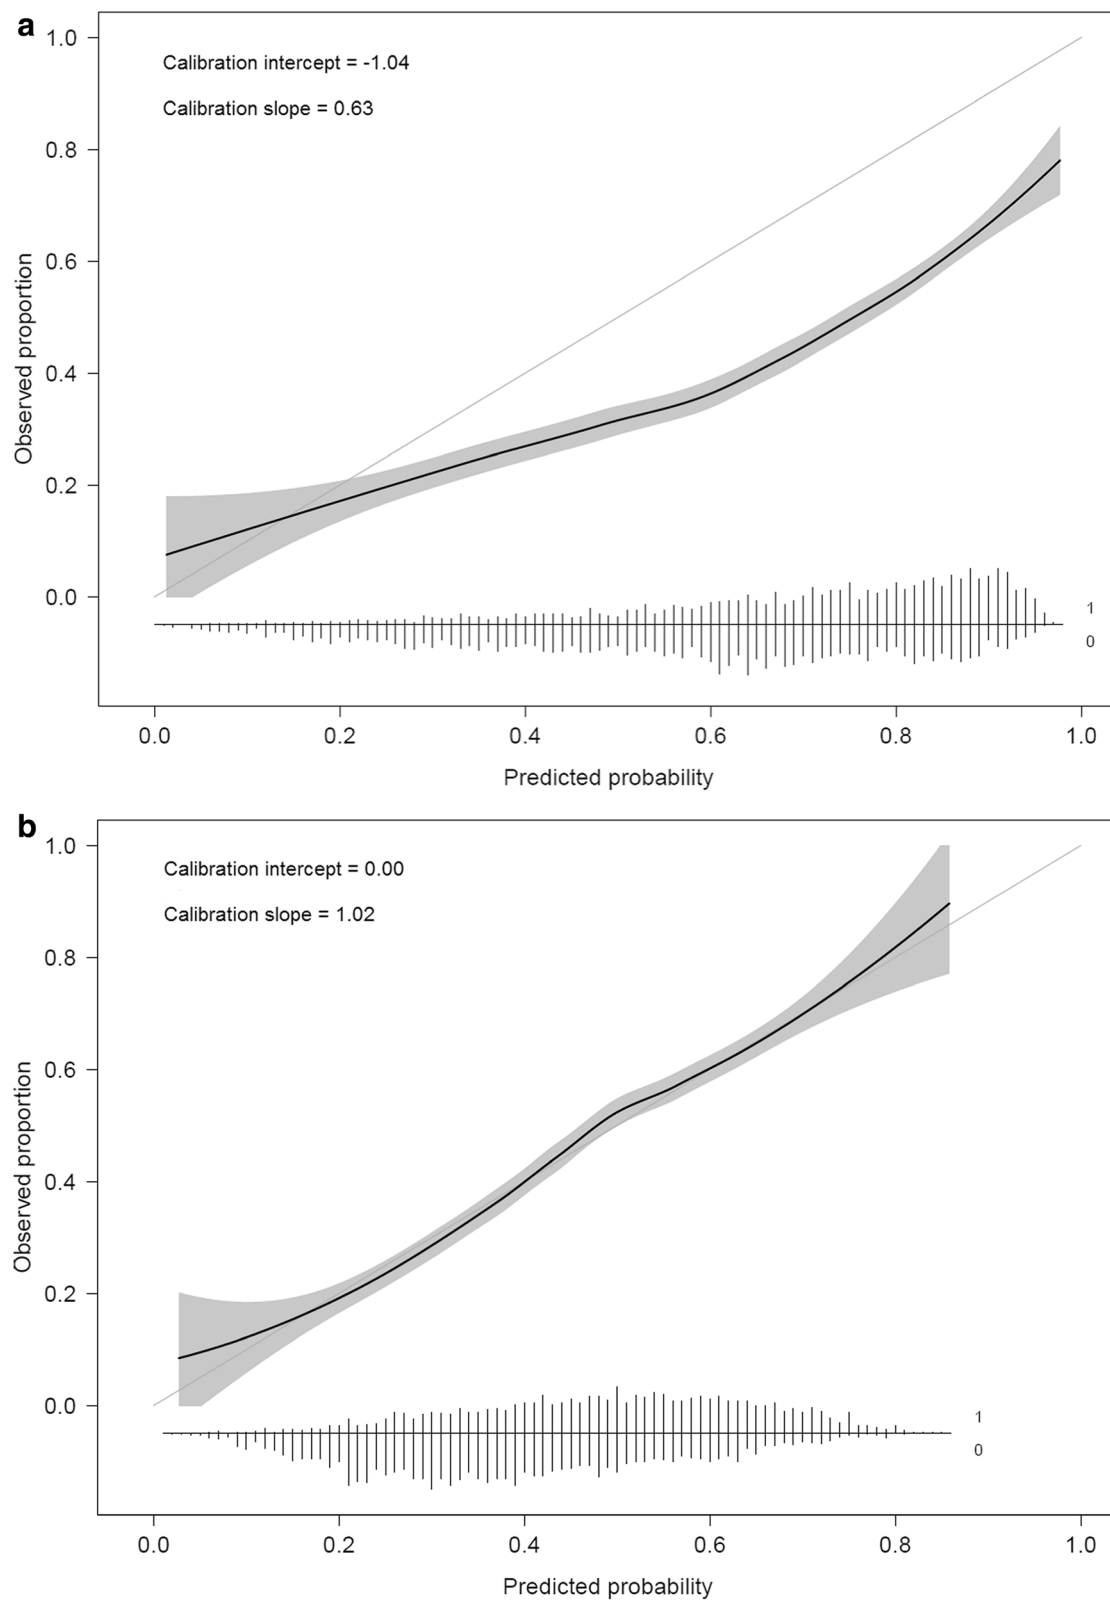 a
Calibration intercept = -1.04
Calibration slope = 0.63
1.0
0.8
0.6
0.4
0.2
0.0
Observed proportion
1
0
0.0 0.2 0.4 0.6 0.8 1.0
Predicted probability
b
Calibration intercept = 0.00
Calibration slope = 1.02
1.0
0.8
0.6
0.4
0.2
0.0
Observed proportion
1
0
0.0 0.2 0.4 0.6 0.8 1.0
Predicted probability